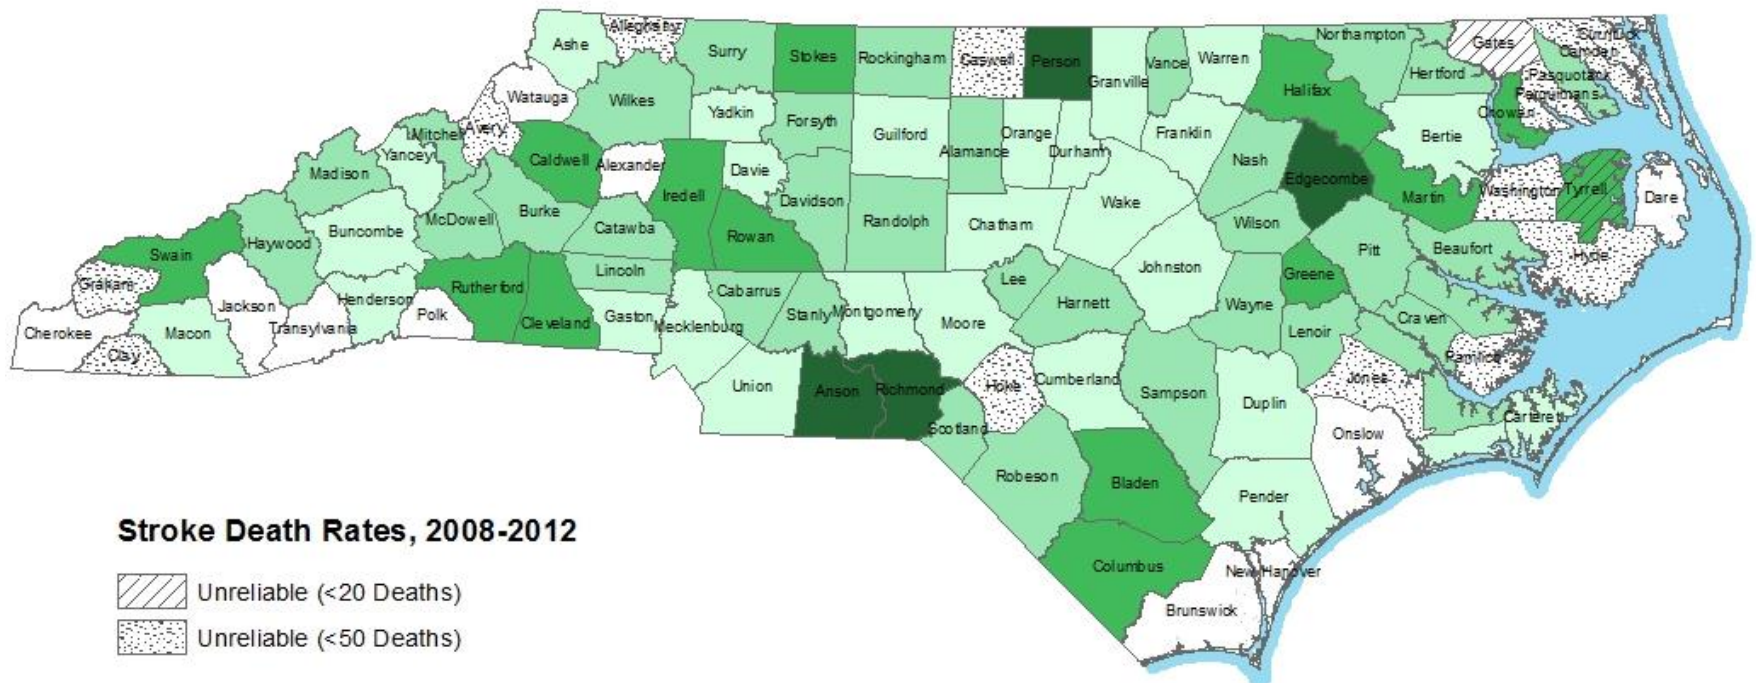 Ashe
Alleghany
Surry
Stokes
Rockingham
Caswell
Person
Granville
Vance
Warren
Northampton
Gates
Currituck
Camden
Hertford
Pasquotank
Perquimans
Chowan
Halifax
Watauga
Wilkes
Yadkin
Forsyth
Guilford
Alamance
Orange
Durham
Franklin
Bertie
Mitchell
Avery
Yancey
Caldwell
Alexander
Iredell
Davie
Nash
Edgecombe
Martin
Washington
Tyrrell
Dare
Madison
McDowell
Burke
Catawba
Davidson
Randolph
Chatham
Wake
Wilson
Rowan
Buncombe
Haywood
Swain
Graham
Lincoln
Lee
Harnett
Johnston
Greene
Pitt
Beaufort
Hyde
Rutherford
Cabarrus
Stanly
Montgomery
Moore
Wayne
Lenoir
Craven
Pamlico
Cherokee
Clay
Macon
Jackson
Transylvania
Henderson
Polk
Cleveland
Gaston
Mecklenburg
Union
Anson
Richmond
Hoke
Cumberland
Sampson
Duplin
Jones
Carteret
Onslow
Scotland
Robeson
Bladen
Pender
Columbus
New Hanover
Brunswick
Stroke Death Rates, 2008-2012
Unreliable (<20 Deaths)
Unreliable (<50 Deaths)